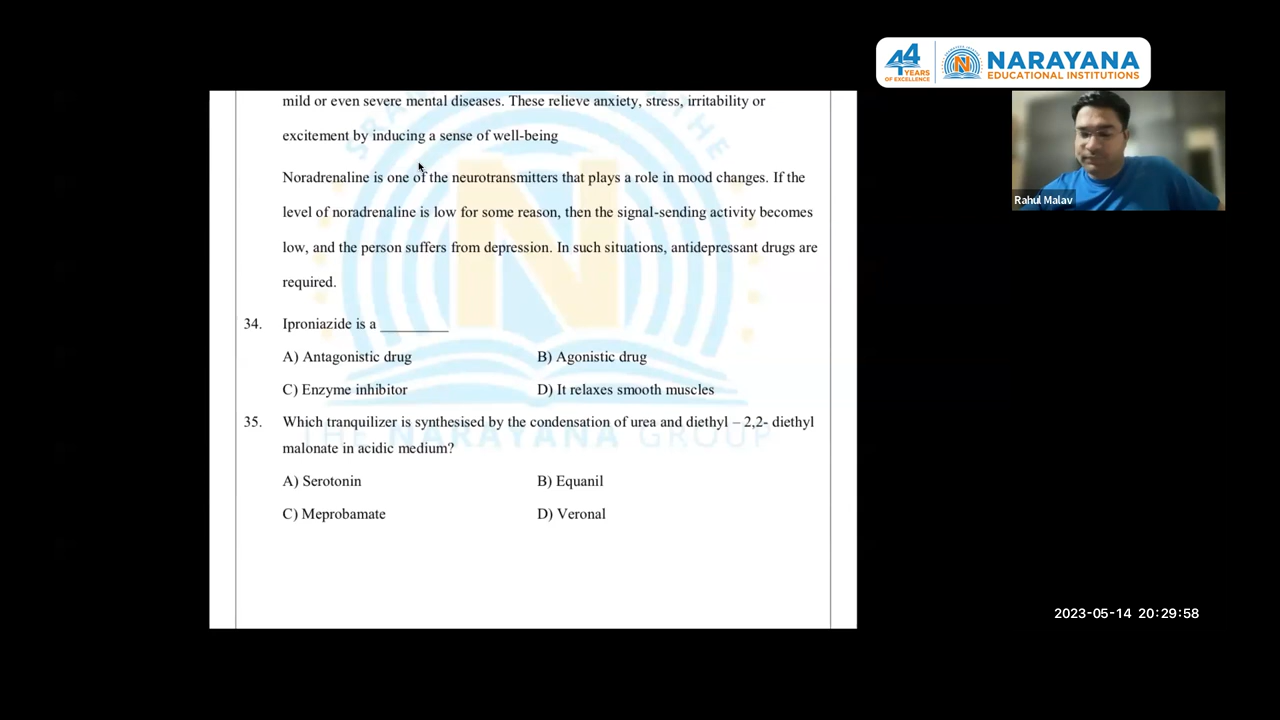 44
YEARS
OF EXCELLENCE
NARAYANA
EDUCATIONAL INSTITUTIONS
mild or even severe mental diseases. These relieve anxiety, stress, irritability or
excitement by inducing a sense of well-being
Noradrenaline is one of the neurotransmitters that plays a role in mood changes. If the
level of noradrenaline is low for some reason, then the signal-sending activity becomes
low, and the person suffers from depression. In such situations, antidepressant drugs are
required.
34. Iproniazide is a _________
A) Antagonistic drug B) Agonistic drug
C) Enzyme inhibitor D) It relaxes smooth muscles
35. Which tranquilizer is synthesised by the condensation of urea and diethyl – 2,2- diethyl
malonate in acidic medium?
A) Serotonin B) Equanil
C) Meprobamate D) Veronal
THE NARAYANA GROUP
Rahul Malav
2023-05-14 20:29:58